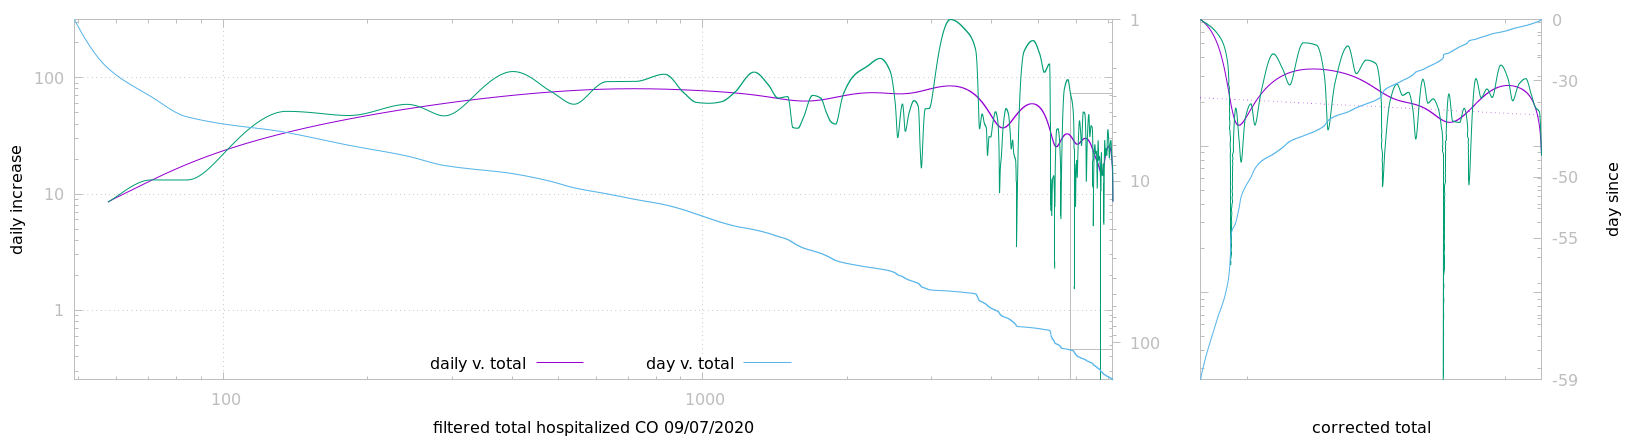 1
0
100
-30
daily increase
10
10
-50
day since
-55
1
100
daily v. total
day v. total
-59
100
1000
filtered total hospitalized CO 09/07/2020
corrected total